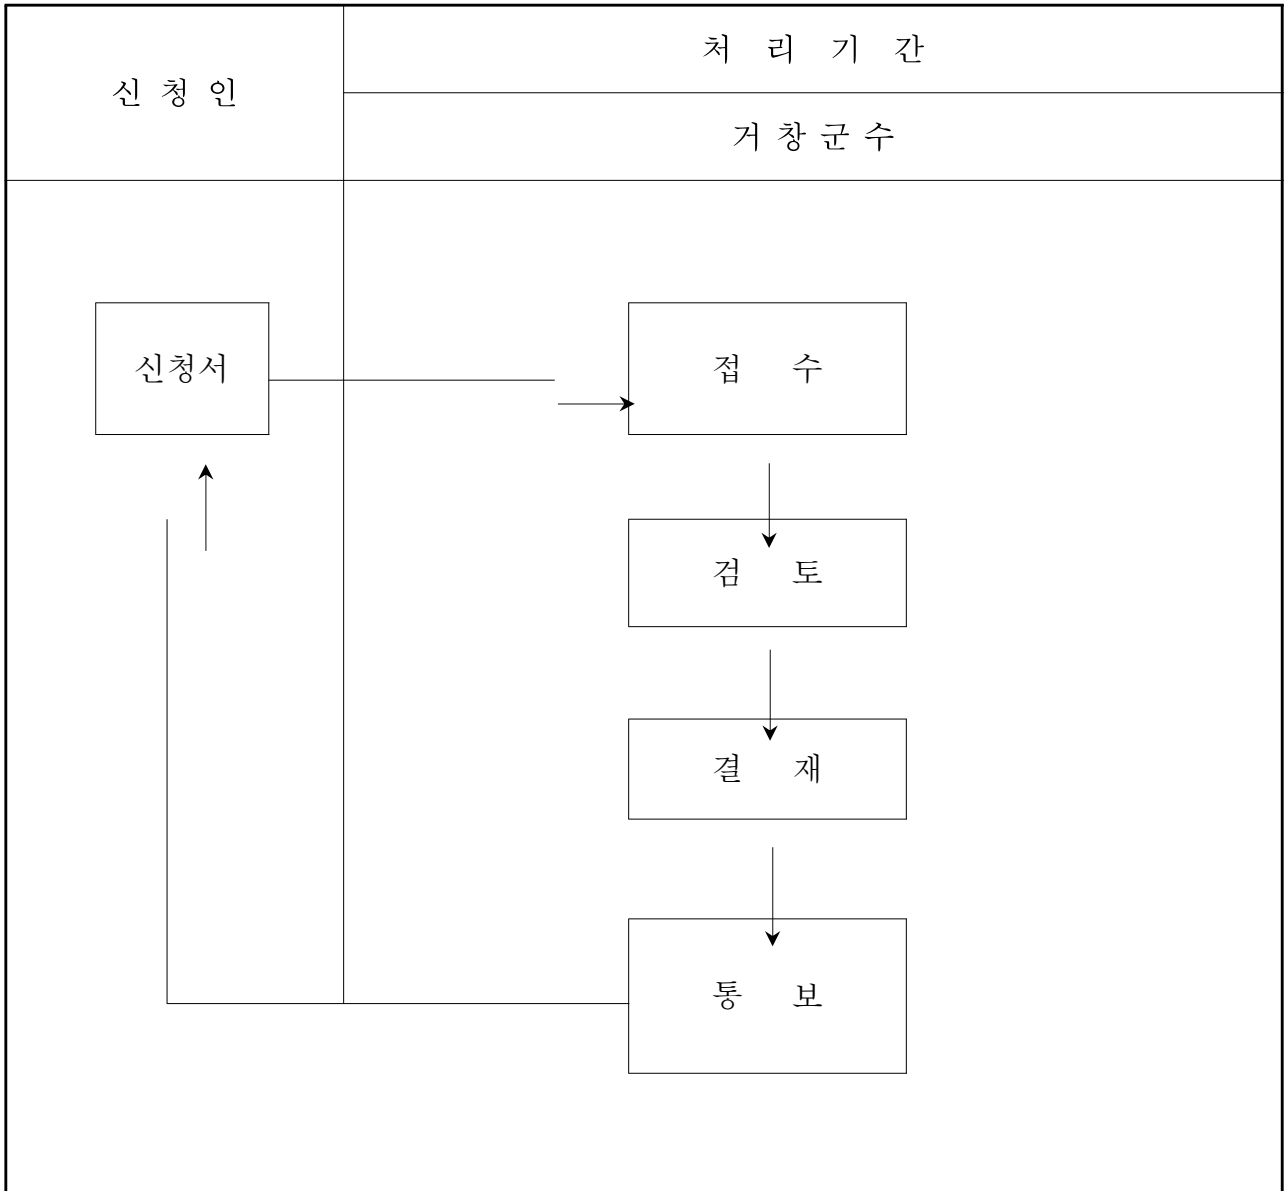 처 리 기 간
신 청 인
거 창 군 수
신청서
접 수
검 토
결 재
통 보